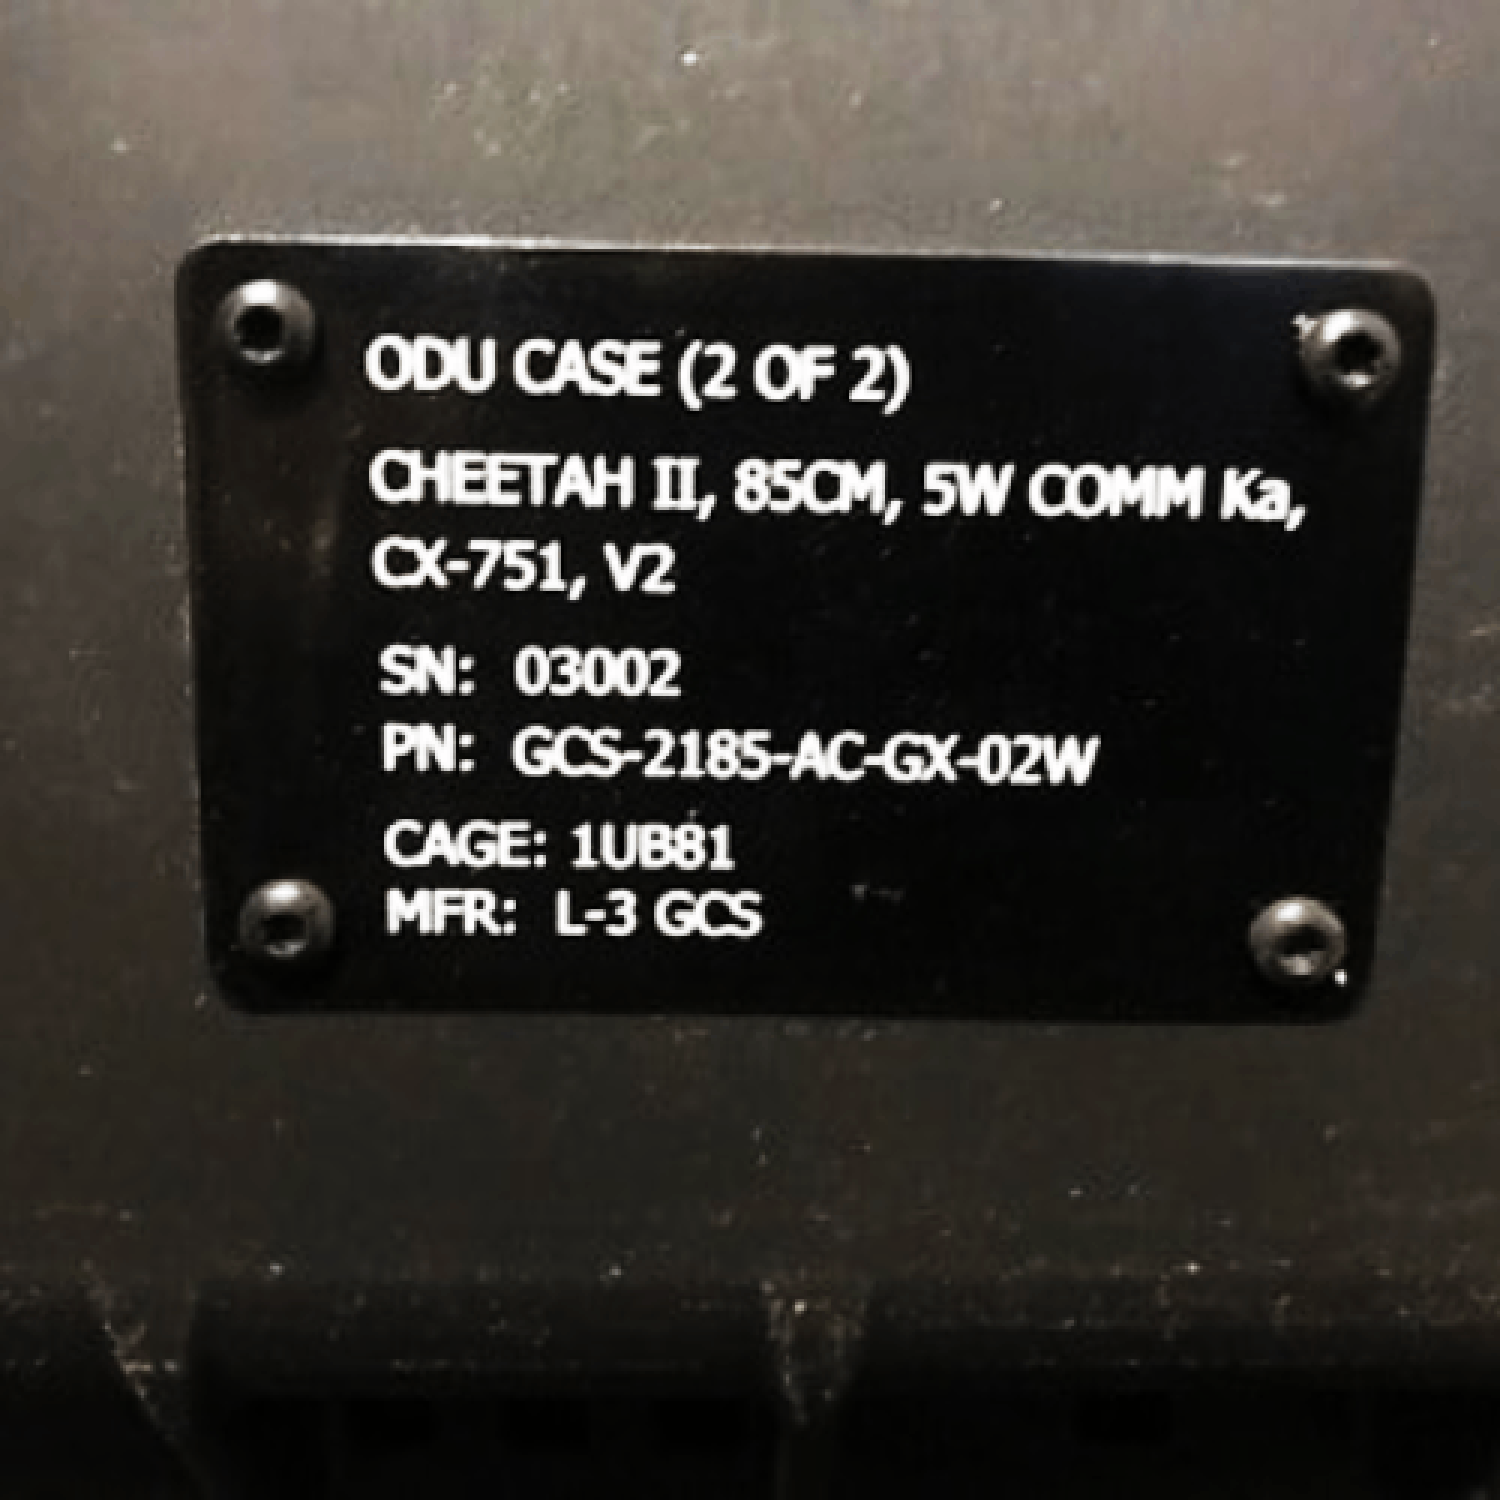 ODU CASE (2 OF 2)
CHEETAH II, 85CM, 5W COMM Ka,
CX-751, V2
SN: 03002
PN: GCS-2185-AC-GX-02W
CAGE: 1UB81
MFR: L-3 GCS